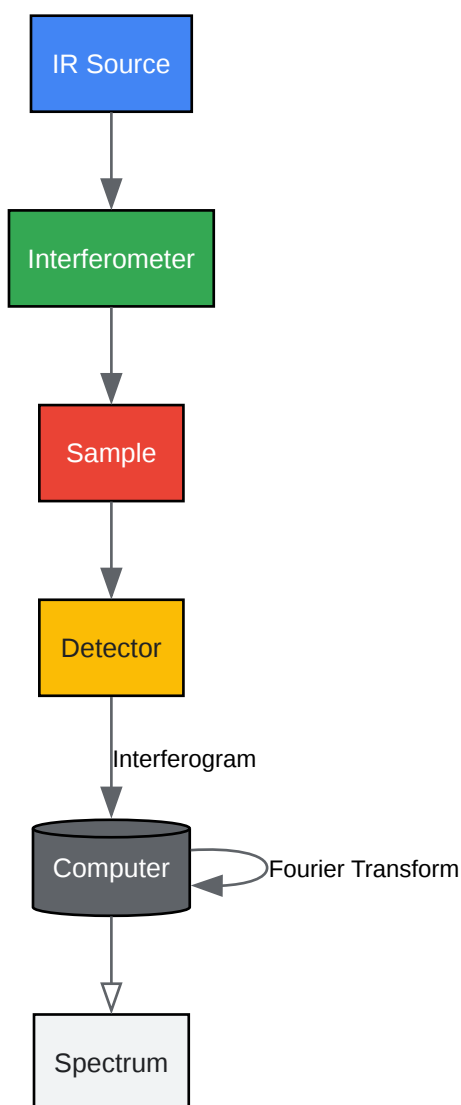 IR Source
Interferometer
Sample
Detector
Interferogram
Computer
Fourier Transform
Spectrum